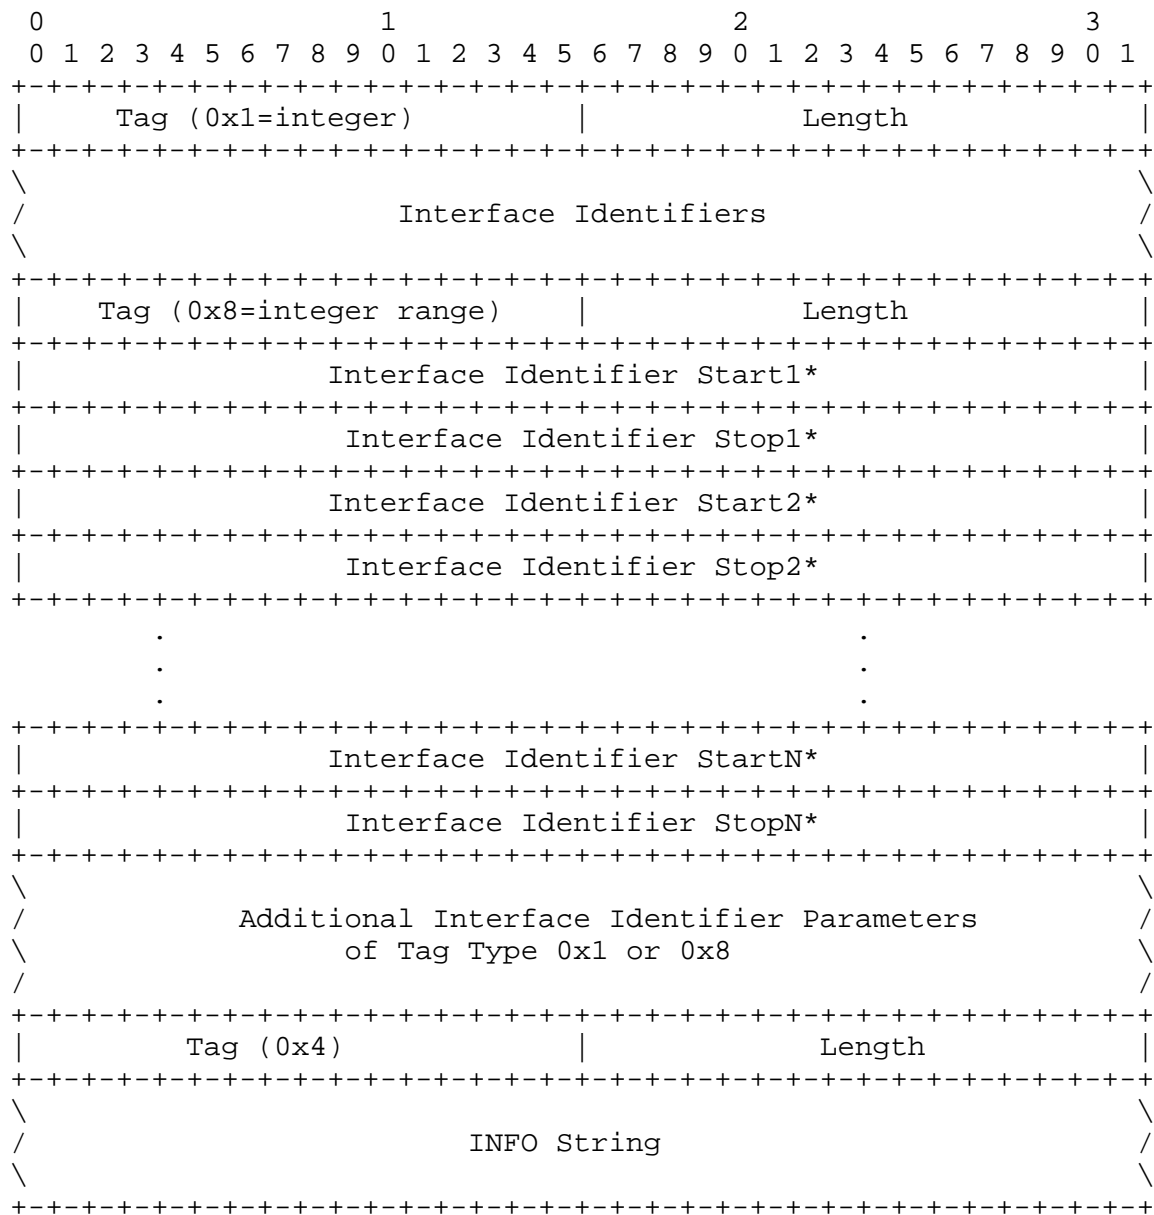 0                   1                   2                   3
 0 1 2 3 4 5 6 7 8 9 0 1 2 3 4 5 6 7 8 9 0 1 2 3 4 5 6 7 8 9 0 1
+-+-+-+-+-+-+-+-+-+-+-+-+-+-+-+-+-+-+-+-+-+-+-+-+-+-+-+-+-+-+-+-+
|     Tag (0x1=integer)         |            Length             |
+-+-+-+-+-+-+-+-+-+-+-+-+-+-+-+-+-+-+-+-+-+-+-+-+-+-+-+-+-+-+-+-+
\                                                               \
/                     Interface Identifiers                     /
\                                                               \
+-+-+-+-+-+-+-+-+-+-+-+-+-+-+-+-+-+-+-+-+-+-+-+-+-+-+-+-+-+-+-+-+
|    Tag (0x8=integer range)    |            Length             |
+-+-+-+-+-+-+-+-+-+-+-+-+-+-+-+-+-+-+-+-+-+-+-+-+-+-+-+-+-+-+-+-+
|                 Interface Identifier Start1*                  |
+-+-+-+-+-+-+-+-+-+-+-+-+-+-+-+-+-+-+-+-+-+-+-+-+-+-+-+-+-+-+-+-+
|                  Interface Identifier Stop1*                  |
+-+-+-+-+-+-+-+-+-+-+-+-+-+-+-+-+-+-+-+-+-+-+-+-+-+-+-+-+-+-+-+-+
|                 Interface Identifier Start2*                  |
+-+-+-+-+-+-+-+-+-+-+-+-+-+-+-+-+-+-+-+-+-+-+-+-+-+-+-+-+-+-+-+-+
|                  Interface Identifier Stop2*                  |
+-+-+-+-+-+-+-+-+-+-+-+-+-+-+-+-+-+-+-+-+-+-+-+-+-+-+-+-+-+-+-+-+
        .                                       .
        .                                       .
        .                                       .
+-+-+-+-+-+-+-+-+-+-+-+-+-+-+-+-+-+-+-+-+-+-+-+-+-+-+-+-+-+-+-+-+
|                 Interface Identifier StartN*                  |
+-+-+-+-+-+-+-+-+-+-+-+-+-+-+-+-+-+-+-+-+-+-+-+-+-+-+-+-+-+-+-+-+
|                  Interface Identifier StopN*                  |
+-+-+-+-+-+-+-+-+-+-+-+-+-+-+-+-+-+-+-+-+-+-+-+-+-+-+-+-+-+-+-+-+
\                                                               \
/            Additional Interface Identifier Parameters         /
\                  of Tag Type 0x1 or 0x8                       \
/                                                               /
+-+-+-+-+-+-+-+-+-+-+-+-+-+-+-+-+-+-+-+-+-+-+-+-+-+-+-+-+-+-+-+-+
|         Tag (0x4)             |             Length            |
+-+-+-+-+-+-+-+-+-+-+-+-+-+-+-+-+-+-+-+-+-+-+-+-+-+-+-+-+-+-+-+-+
\                                                               \
/                         INFO String                           /
\                                                               \
+-+-+-+-+-+-+-+-+-+-+-+-+-+-+-+-+-+-+-+-+-+-+-+-+-+-+-+-+-+-+-+-+